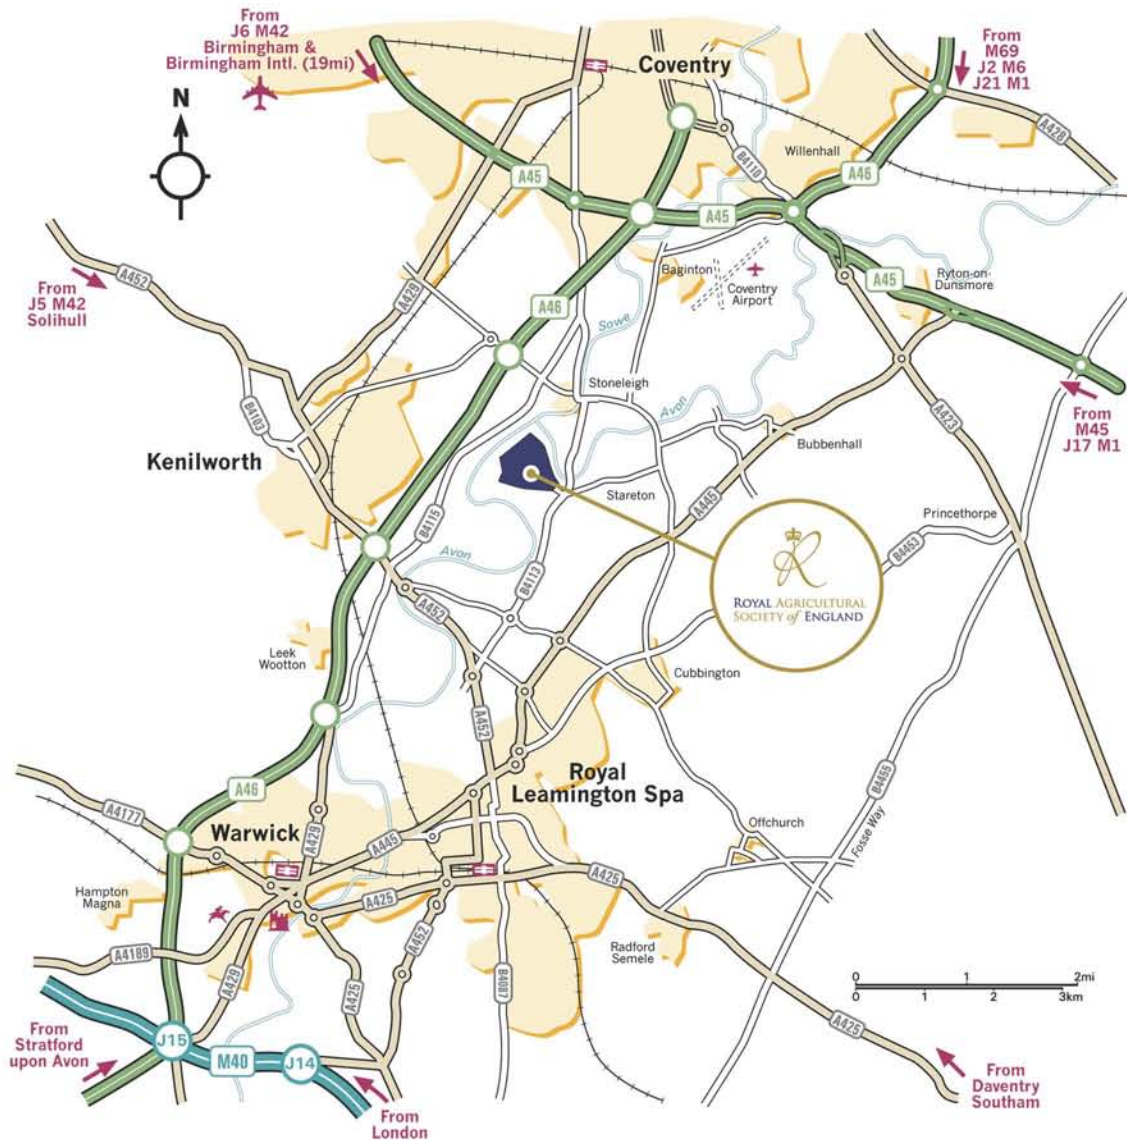 From
J6 M42
Birmingham &
Birmingham Intl. (19mi)
N
Coventry
From
M69
J2 M6
J21 M1
A428
Willenhall
B4110
A46
A45
A45
A452
From
J5 M42
Solihull
A429
Baginton
Coventry
Airport
A45
Ryton-on-
Dunsmore
A46
Sowe
Stoneleigh
Avon
B4103
A423
From
M45
J17 M1
Kenilworth
Bubbenhall
Stareton
A445
B4115
Princethorpe
Avon
B4113
B4453
ROYAL AGRICULTURAL
SOCIETY of ENGLAND
A452
Leek
Wootton
Cubbington
A452
A46
Royal
Leamington Spa
B4455
Fosse Way
A4177
Warwick
A429
A445
Offchurch
Hampton
Magna
A425
A425
A4189
A429
A452
Radford
Semele
A425
B4087
0 1 2mi
0 1 2 3km
A425
From
Stratford
upon Avon
J15
M40
J14
From
London
From
Daventry
Southam